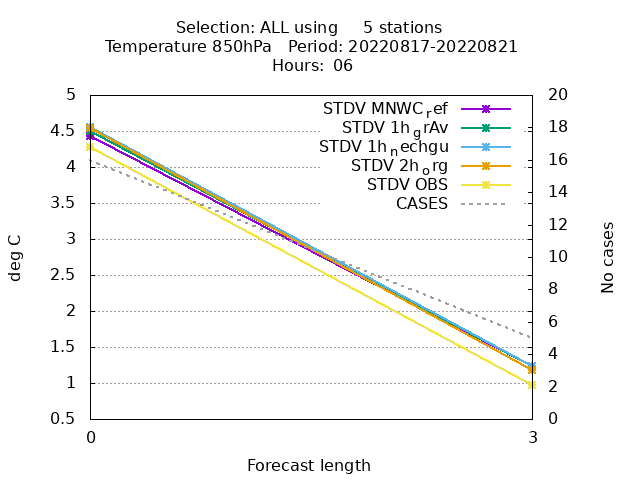 Selection: ALL using 5 stations
Temperature 850hPa Period: 20220817-20220821
Hours: 06
5 20
4.5 18
4 16
3.5 14
3 12
2.5 10
2 8
1.5 6
1 4
0.5 2
0
STDV MNWC_ref
STDV 1h_grAv
STDV 1h_nechgu
STDV 2h_org
STDV OBS
CASES
deg C
No cases
0 3
Forecast length